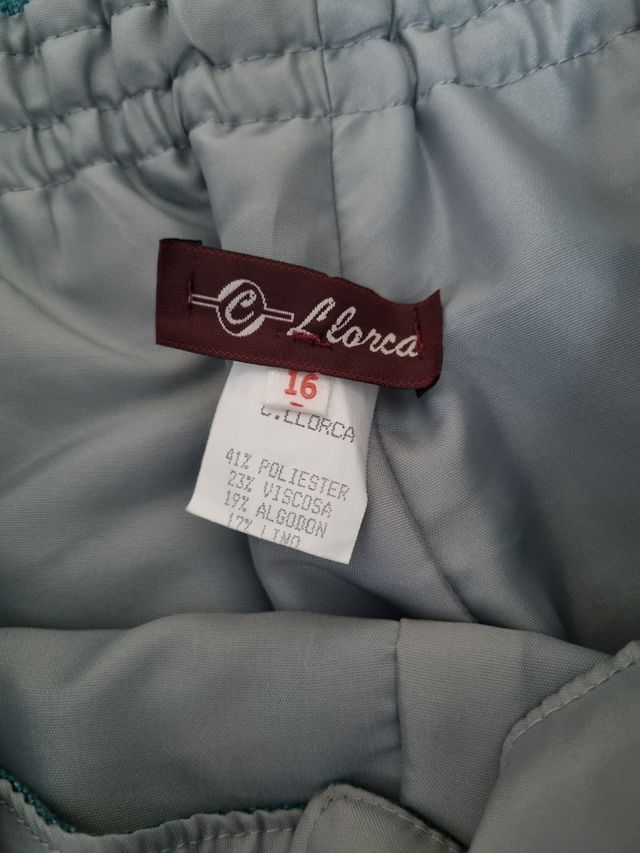 C Llorca
16
C.LLORCA
41% POLIESTER
23% VISCOSA
19% ALGODON
17% LINO